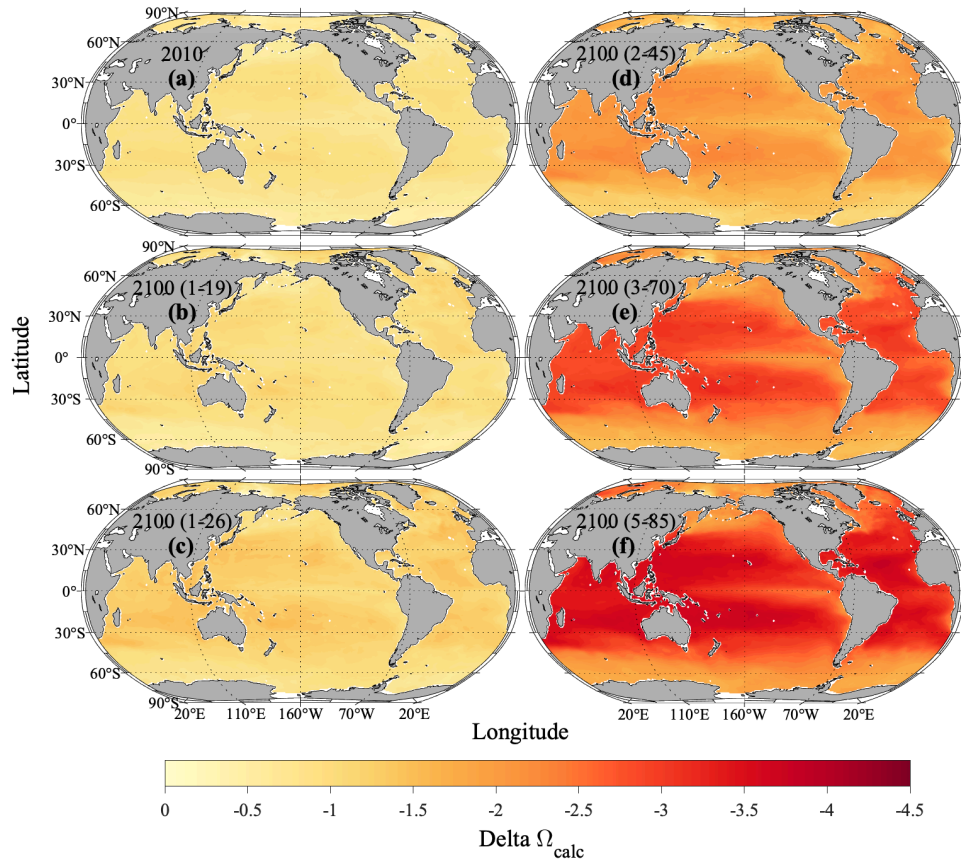 90°N
60°N
30°N
0°
30°S
60°S
2010
(a)
2100 (2-45)
(d)
90°N
60°N
30°N
0°
30°S
60°S
90°S
2100 (1-19)
(b)
2100 (3-70)
(e)
Latitude
60°N
30°N
0°
30°S
60°S
90°S
2100 (1-26)
(c)
2100 (5-85)
(f)
20°E 110°E 160°W 70°W 20°E
20°E 110°E 160°W 70°W 20°E
Longitude
0 -0.5 -1 -1.5 -2 -2.5 -3 -3.5 -4 -4.5
Delta Ωcalc